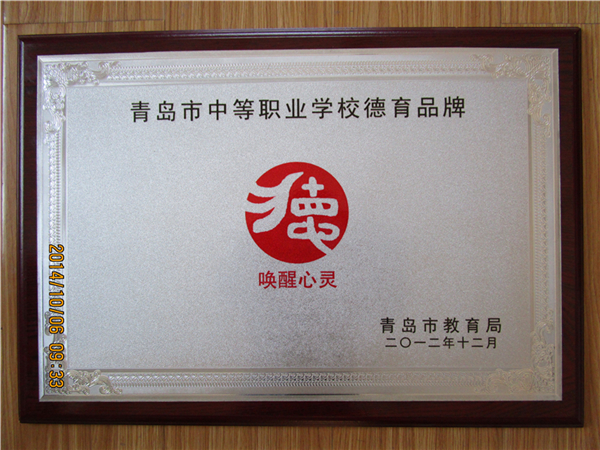 青岛市中等职业学校德育品牌
德
唤醒心灵
青岛市教育局
二〇一二年十二月
2014/10/06 09:33